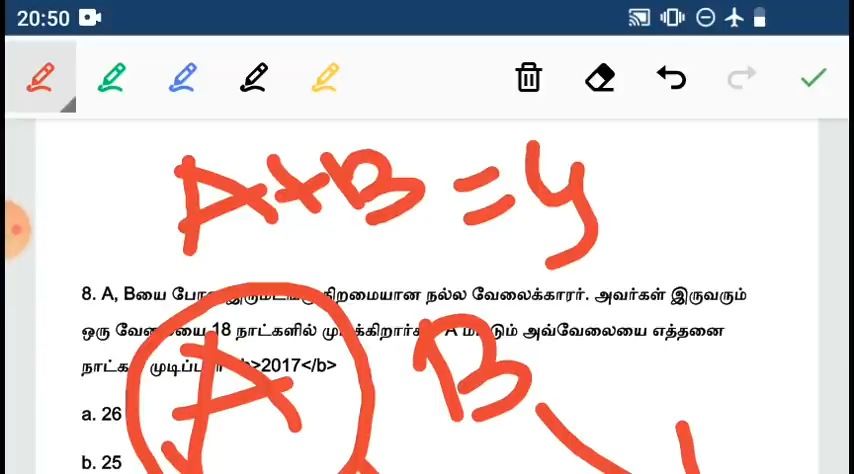 20:50
A+B=y
8. A, Bயை போல இருமடங்கு திறமையான நல்ல வேலைக்காரர். அவர்கள் இருவரும்
ஒரு வேலையை 18 நாட்களில் முடிக்கிறார்கள் A மட்டும் அவ்வேலையை எத்தனை
நாட்கள் முடிப்பார் <b>2017</b>
A B
a. 26
b. 25